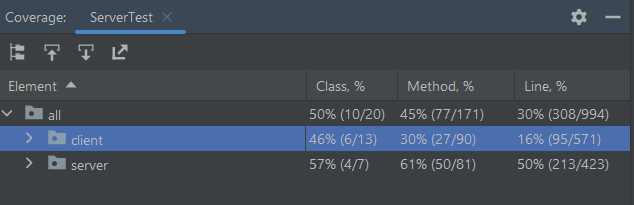 Coverage: ServerTest
Element Class, % Method, % Line, %
all 50% (10/20) 45% (77/171) 30% (308/994)
client 46% (6/13) 30% (27/90) 16% (95/571)
server 57% (4/7) 61% (50/81) 50% (213/423)